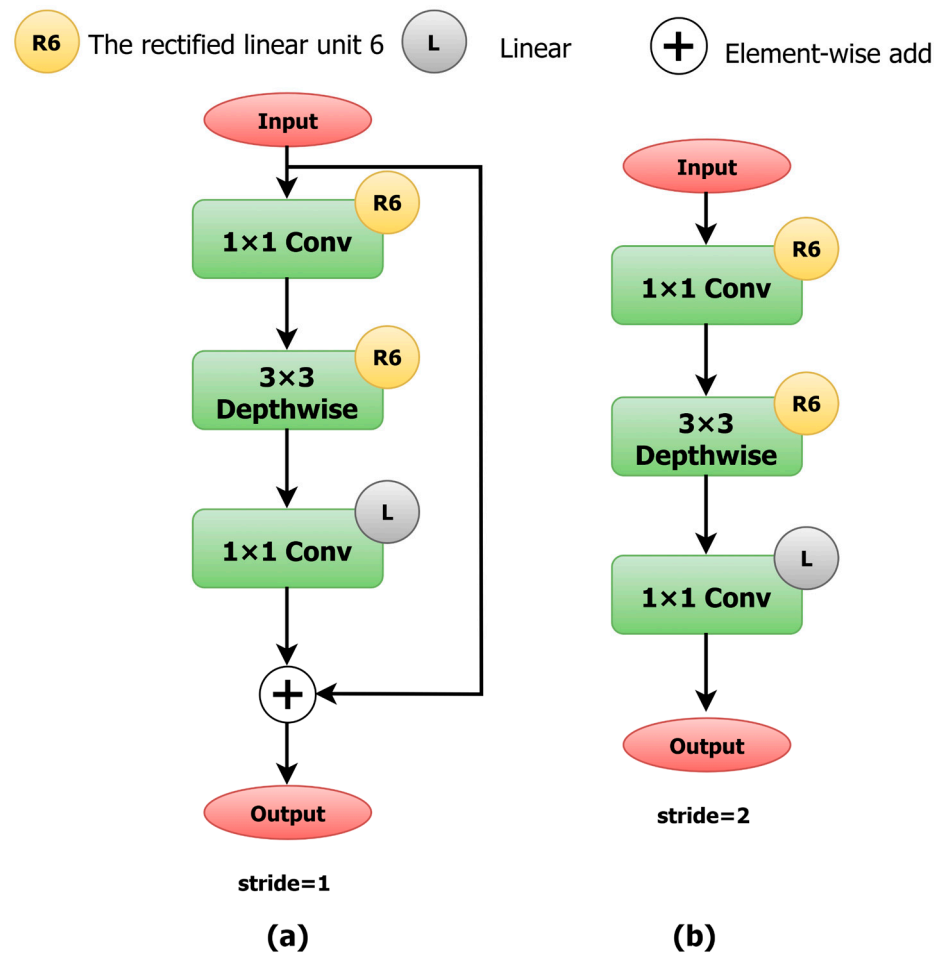 R6 The rectified linear unit 6 L Linear + Element-wise add
Input
R6
1×1 Conv
R6
3×3
Depthwise
L
1×1 Conv
+
Output
stride=1
(a)
Input
R6
1×1 Conv
R6
3×3
Depthwise
L
1×1 Conv
Output
stride=2
(b)